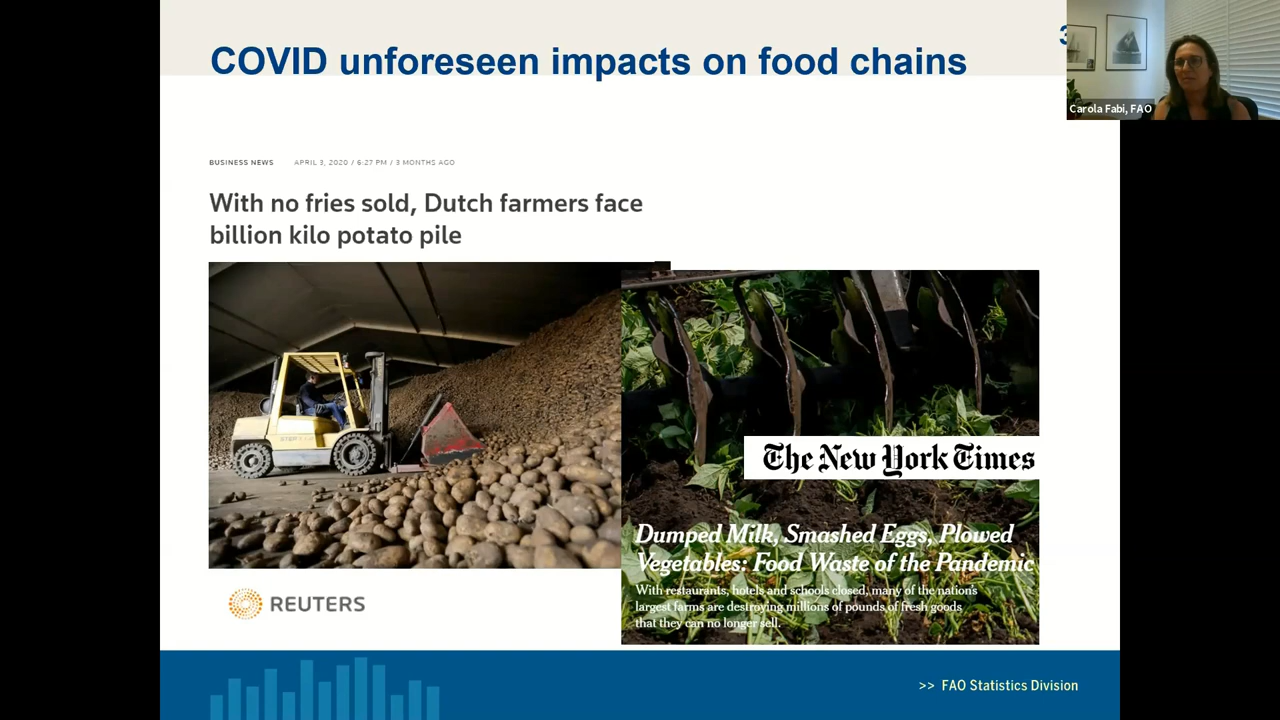 COVID unforeseen impacts on food chains
3
Carola Fabi, FAO
BUSINESS NEWS APRIL 3, 2020 / 6:27 PM / 3 MONTHS AGO
With no fries sold, Dutch farmers face
billion kilo potato pile
The New York Times
Dumped Milk, Smashed Eggs, Plowed
Vegetables: Food Waste of the Pandemic
With restaurants, hotels and schools closed, many of the nation's
largest farms are destroying millions of pounds of fresh goods
that they can no longer sell.
REUTERS
>> FAO Statistics Division